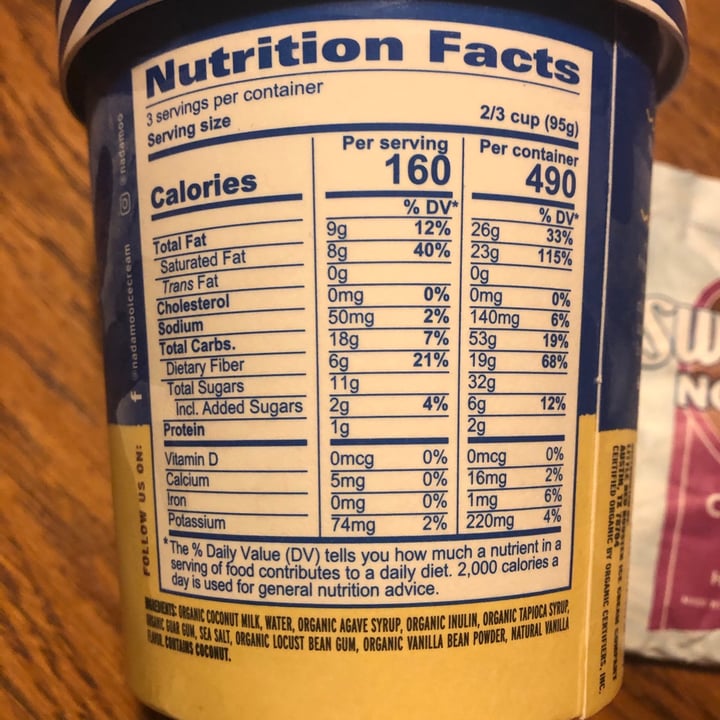 Nutrition Facts
3 servings per container
Serving size 2/3 cup (95g)
Per serving Per container
Calories 160 490
% DV* % DV*
Total Fat 9g 12% 26g 33%
Saturated Fat 8g 40% 23g 115%
Trans Fat 0g 0g
Cholesterol 0mg 0% 0mg 0%
Sodium 50mg 2% 140mg 6%
Total Carbs. 18g 7% 53g 19%
Dietary Fiber 6g 21% 19g 68%
Total Sugars 11g 32g
Incl. Added Sugars 2g 4% 6g 12%
Protein 1g 2g
Vitamin D 0mcg 0% 0mcg 0%
Calcium 5mg 0% 16mg 2%
Iron 0mg 0% 1mg 6%
Potassium 74mg 2% 220mg 4%
*The % Daily Value (DV) tells you how much a nutrient in a
serving of food contributes to a daily diet. 2,000 calories a
day is used for general nutrition advice.
INGREDIENTS: ORGANIC COCONUT MILK, WATER, ORGANIC AGAVE SYRUP, ORGANIC INULIN, ORGANIC TAPIOCA SYRUP,
ORGANIC GUAR GUM, SEA SALT, ORGANIC LOCUST BEAN GUM, ORGANIC VANILLA BEAN POWDER, NATURAL VANILLA
FLAVOR. CONTAINS COCONUT.
FOLLOW US ON:
@nadamooicecream
@nadamoo
AUSTIN, TX 78704
CERTIFIED ORGANIC BY ORGANIC CERTIFIERS, INC.
SW